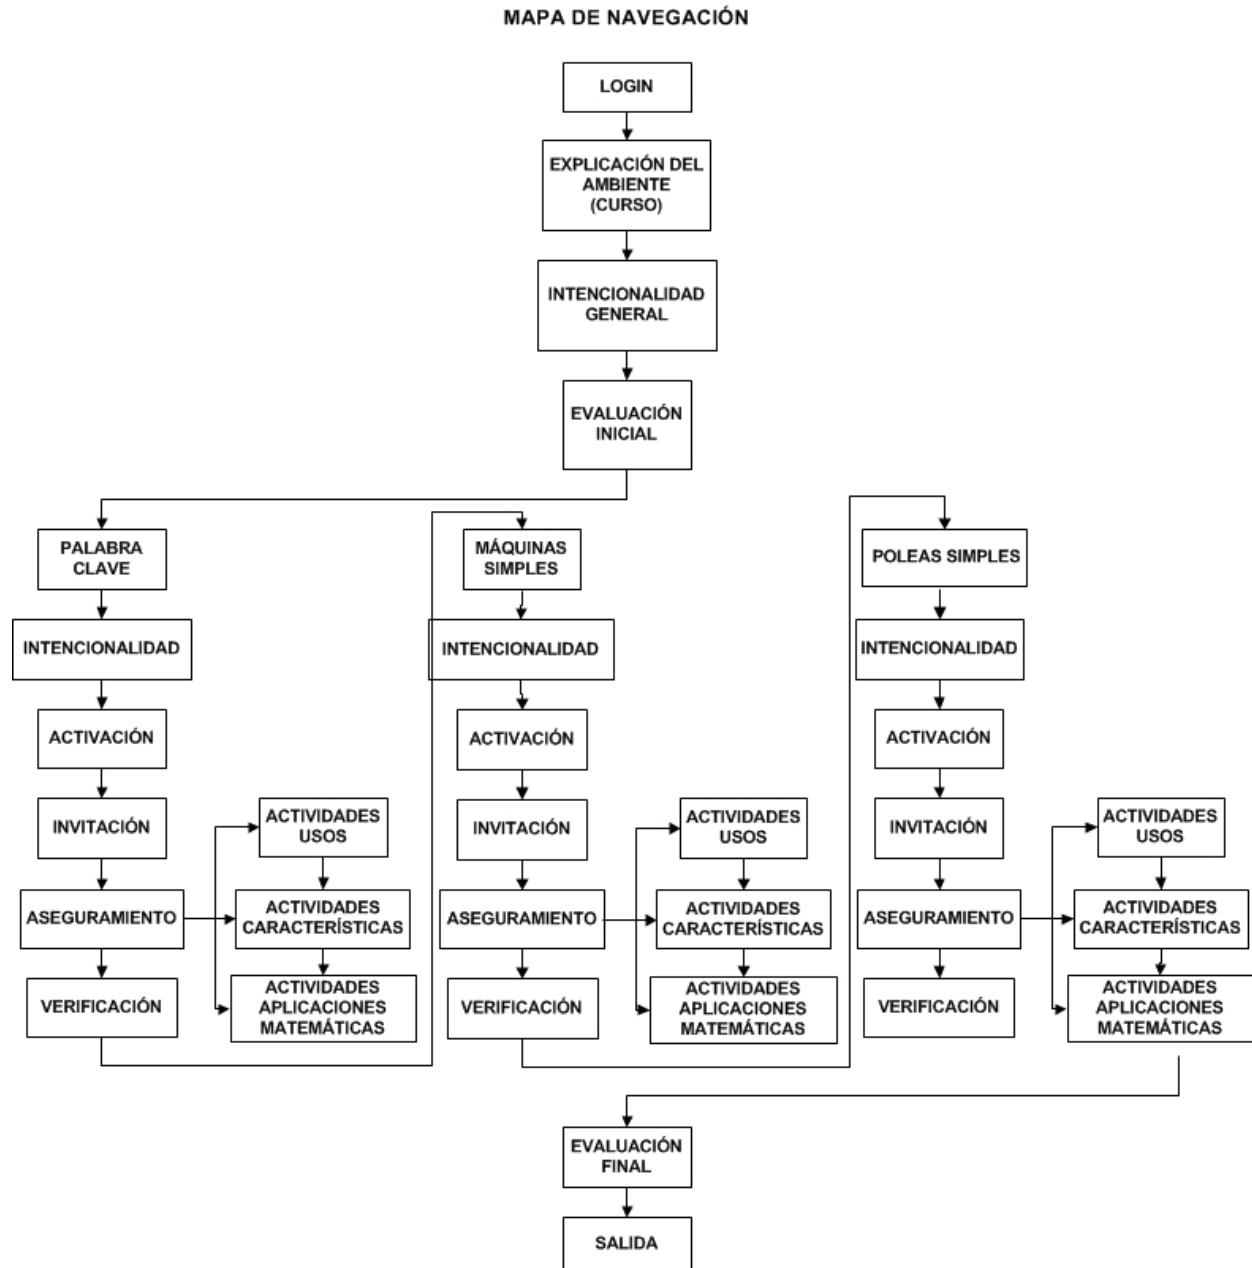 MAPA DE NAVEGACIÓN
LOGIN
EXPLICACIÓN DEL
AMBIENTE
(CURSO)
INTENCIONALIDAD
GENERAL
EVALUACIÓN
INICIAL
PALABRA
CLAVE
INTENCIONALIDAD
ACTIVACIÓN
INVITACIÓN
ASEGURAMIENTO
VERIFICACIÓN
ACTIVIDADES
USOS
ACTIVIDADES
CARACTERÍSTICAS
ACTIVIDADES
APLICACIONES
MATEMÁTICAS
MÁQUINAS
SIMPLES
INTENCIONALIDAD
ACTIVACIÓN
INVITACIÓN
ASEGURAMIENTO
VERIFICACIÓN
ACTIVIDADES
USOS
ACTIVIDADES
CARACTERÍSTICAS
ACTIVIDADES
APLICACIONES
MATEMÁTICAS
POLEAS SIMPLES
INTENCIONALIDAD
ACTIVACIÓN
INVITACIÓN
ASEGURAMIENTO
VERIFICACIÓN
ACTIVIDADES
USOS
ACTIVIDADES
CARACTERÍSTICAS
ACTIVIDADES
APLICACIONES
MATEMÁTICAS
EVALUACIÓN
FINAL
SALIDA